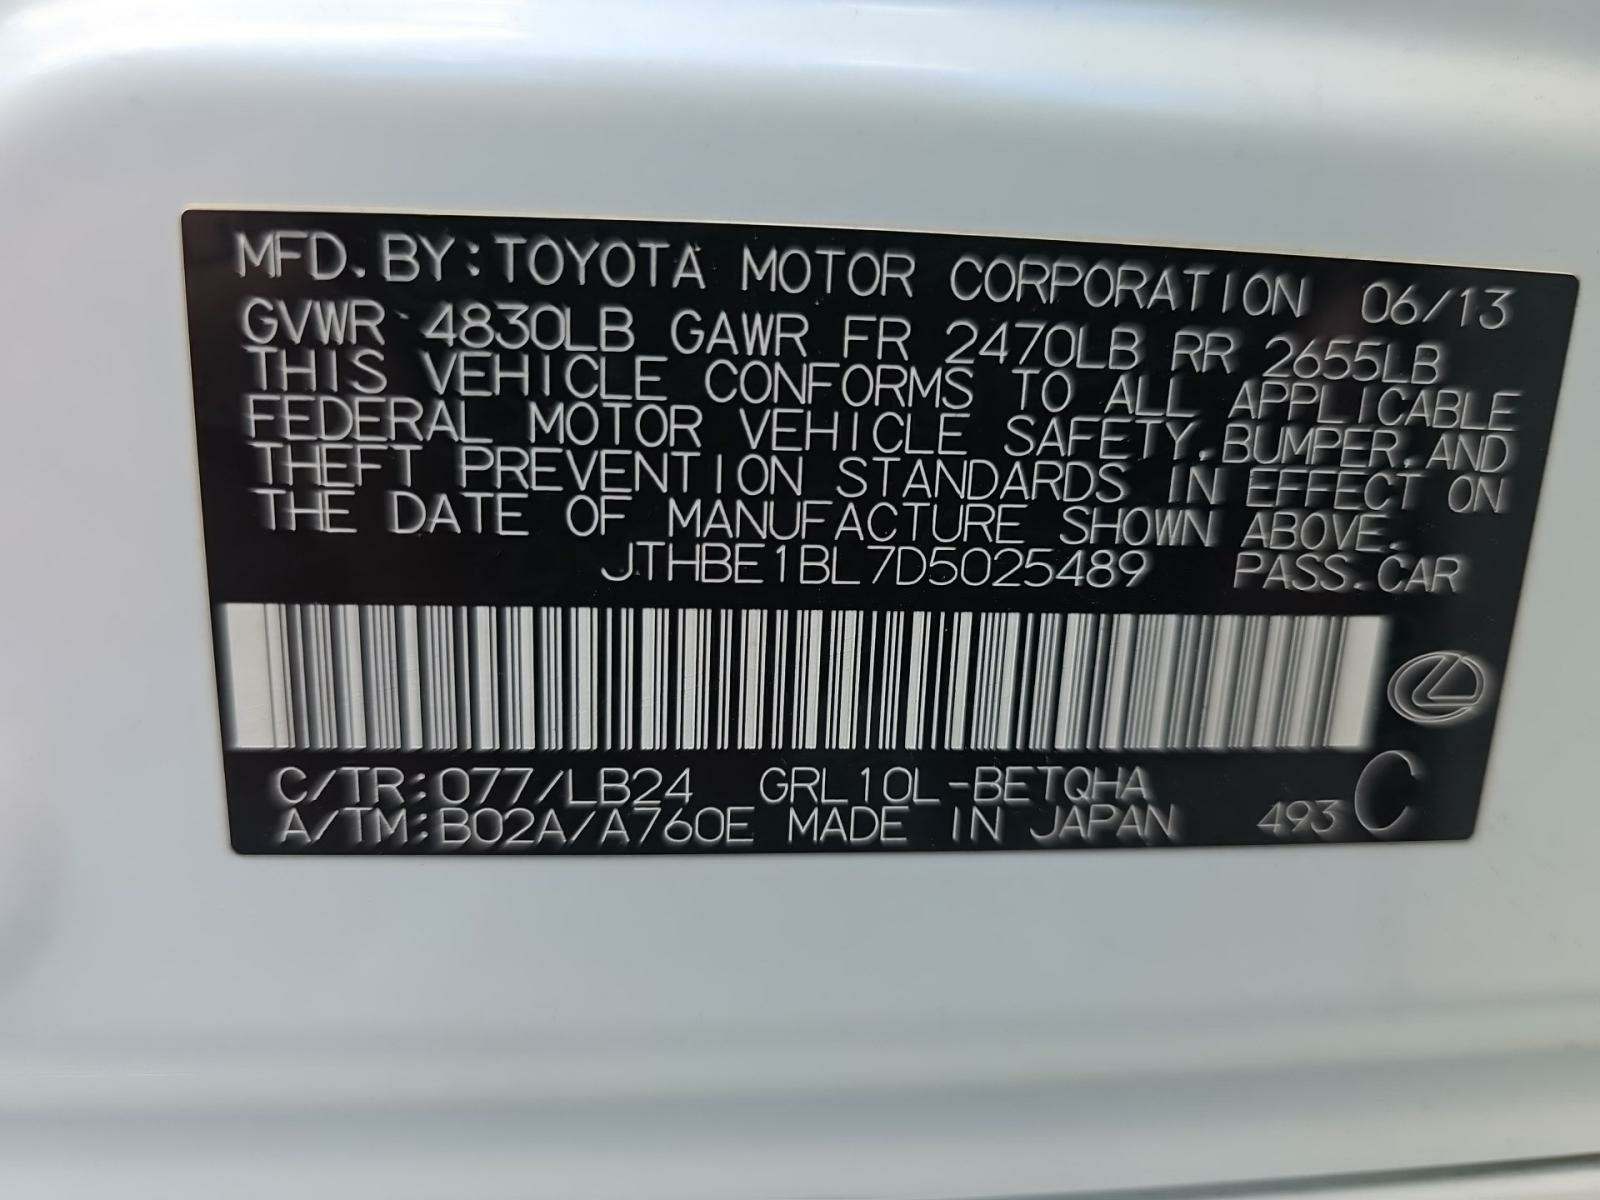 MFD. BY: TOYOTA MOTOR CORPORATION 06/13
GVWR 4830LB GAWR FR 2470LB RR 2655LB
THIS VEHICLE CONFORMS TO ALL APPLICABLE
FEDERAL MOTOR VEHICLE SAFETY, BUMPER, AND
THEFT PREVENTION STANDARDS IN EFFECT ON
THE DATE OF MANUFACTURE SHOWN ABOVE.
JTHBE1BL7D5025489 PASS. CAR
C/TR: 077/LB24 GRL10L-BETQHA
A/TM: B02A/A760E MADE IN JAPAN 493 C